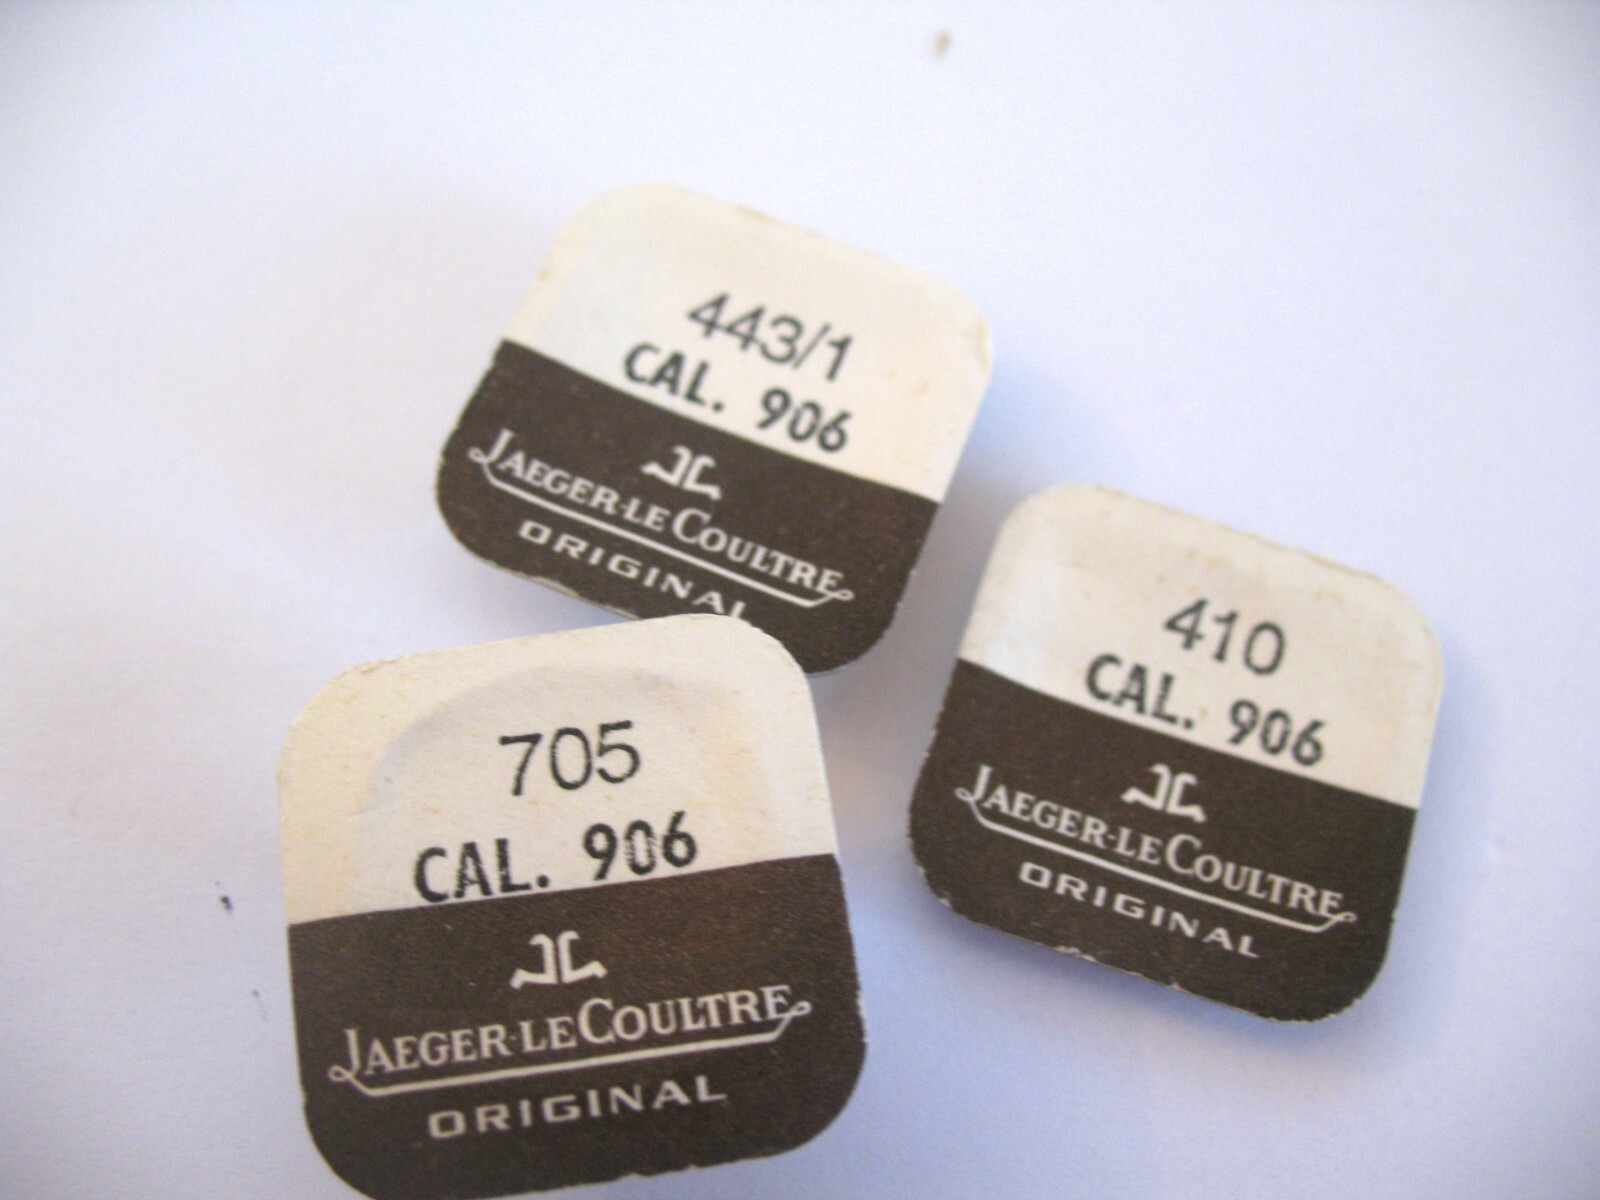 443/1
CAL. 906
JAEGER-LECOULTRE
ORIGINAL
410
CAL. 906
JAEGER-LECOULTRE
ORIGINAL
705
CAL. 906
JAEGER-LECOULTRE
ORIGINAL